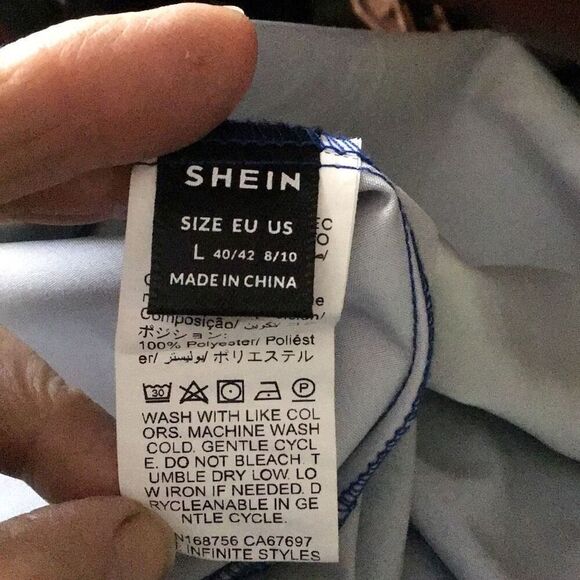 SHEIN
SIZE EU US
L 40/42 8/10
MADE IN CHINA
EC
Composição/ تكوين/
ポジション:
100% Polyester/ Poliést
er/ بوليستر/ ポリエステル
30 P
WASH WITH LIKE COL
ORS. MACHINE WASH
COLD. GENTLE CYCL
E. DO NOT BLEACH. T
UMBLE DRY LOW. LO
W IRON IF NEEDED. D
RYCLEANABLE IN GE
NTLE CYCLE.
N168756 CA67697
INFINITE STYLES